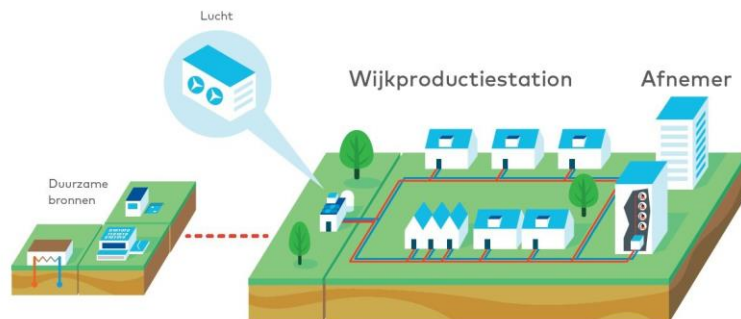 Lucht
Wijkproductiestation
Afnemer
Duurzame
bronnen